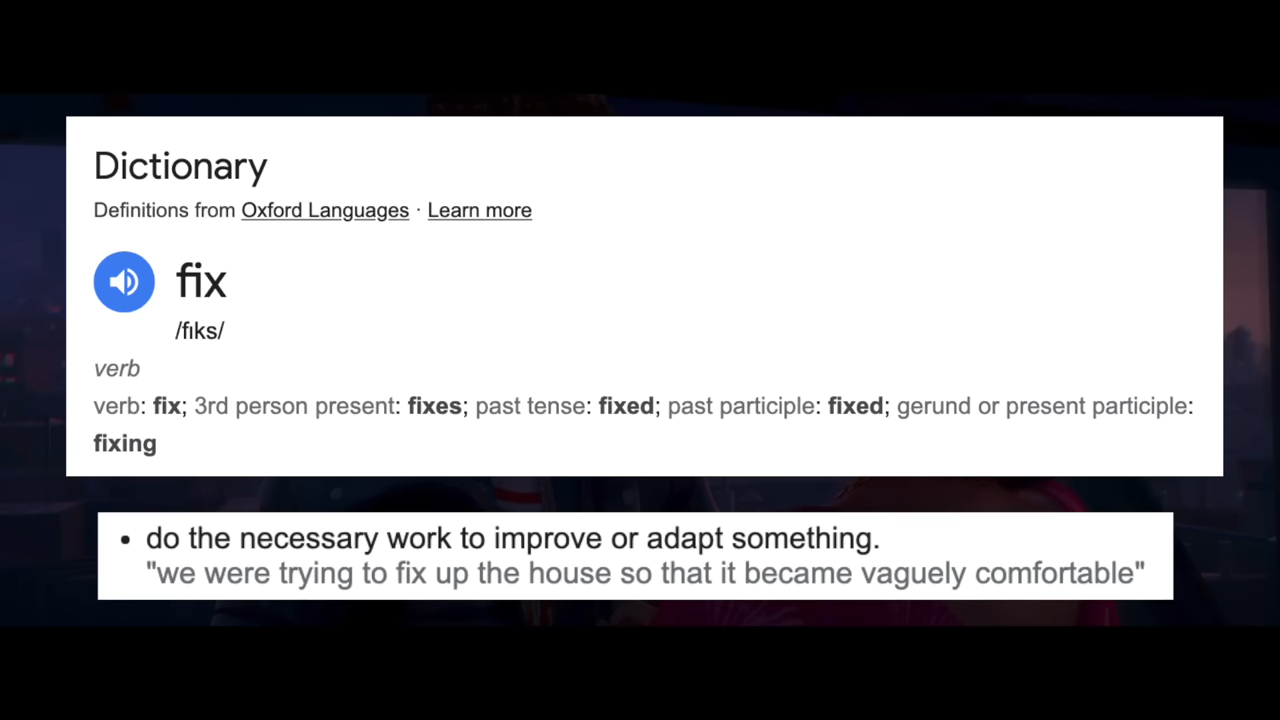 Dictionary
Definitions from Oxford Languages · Learn more
fix
/fɪks/
verb
verb: fix; 3rd person present: fixes; past tense: fixed; past participle: fixed; gerund or present participle:
fixing
• do the necessary work to improve or adapt something.
"we were trying to fix up the house so that it became vaguely comfortable"